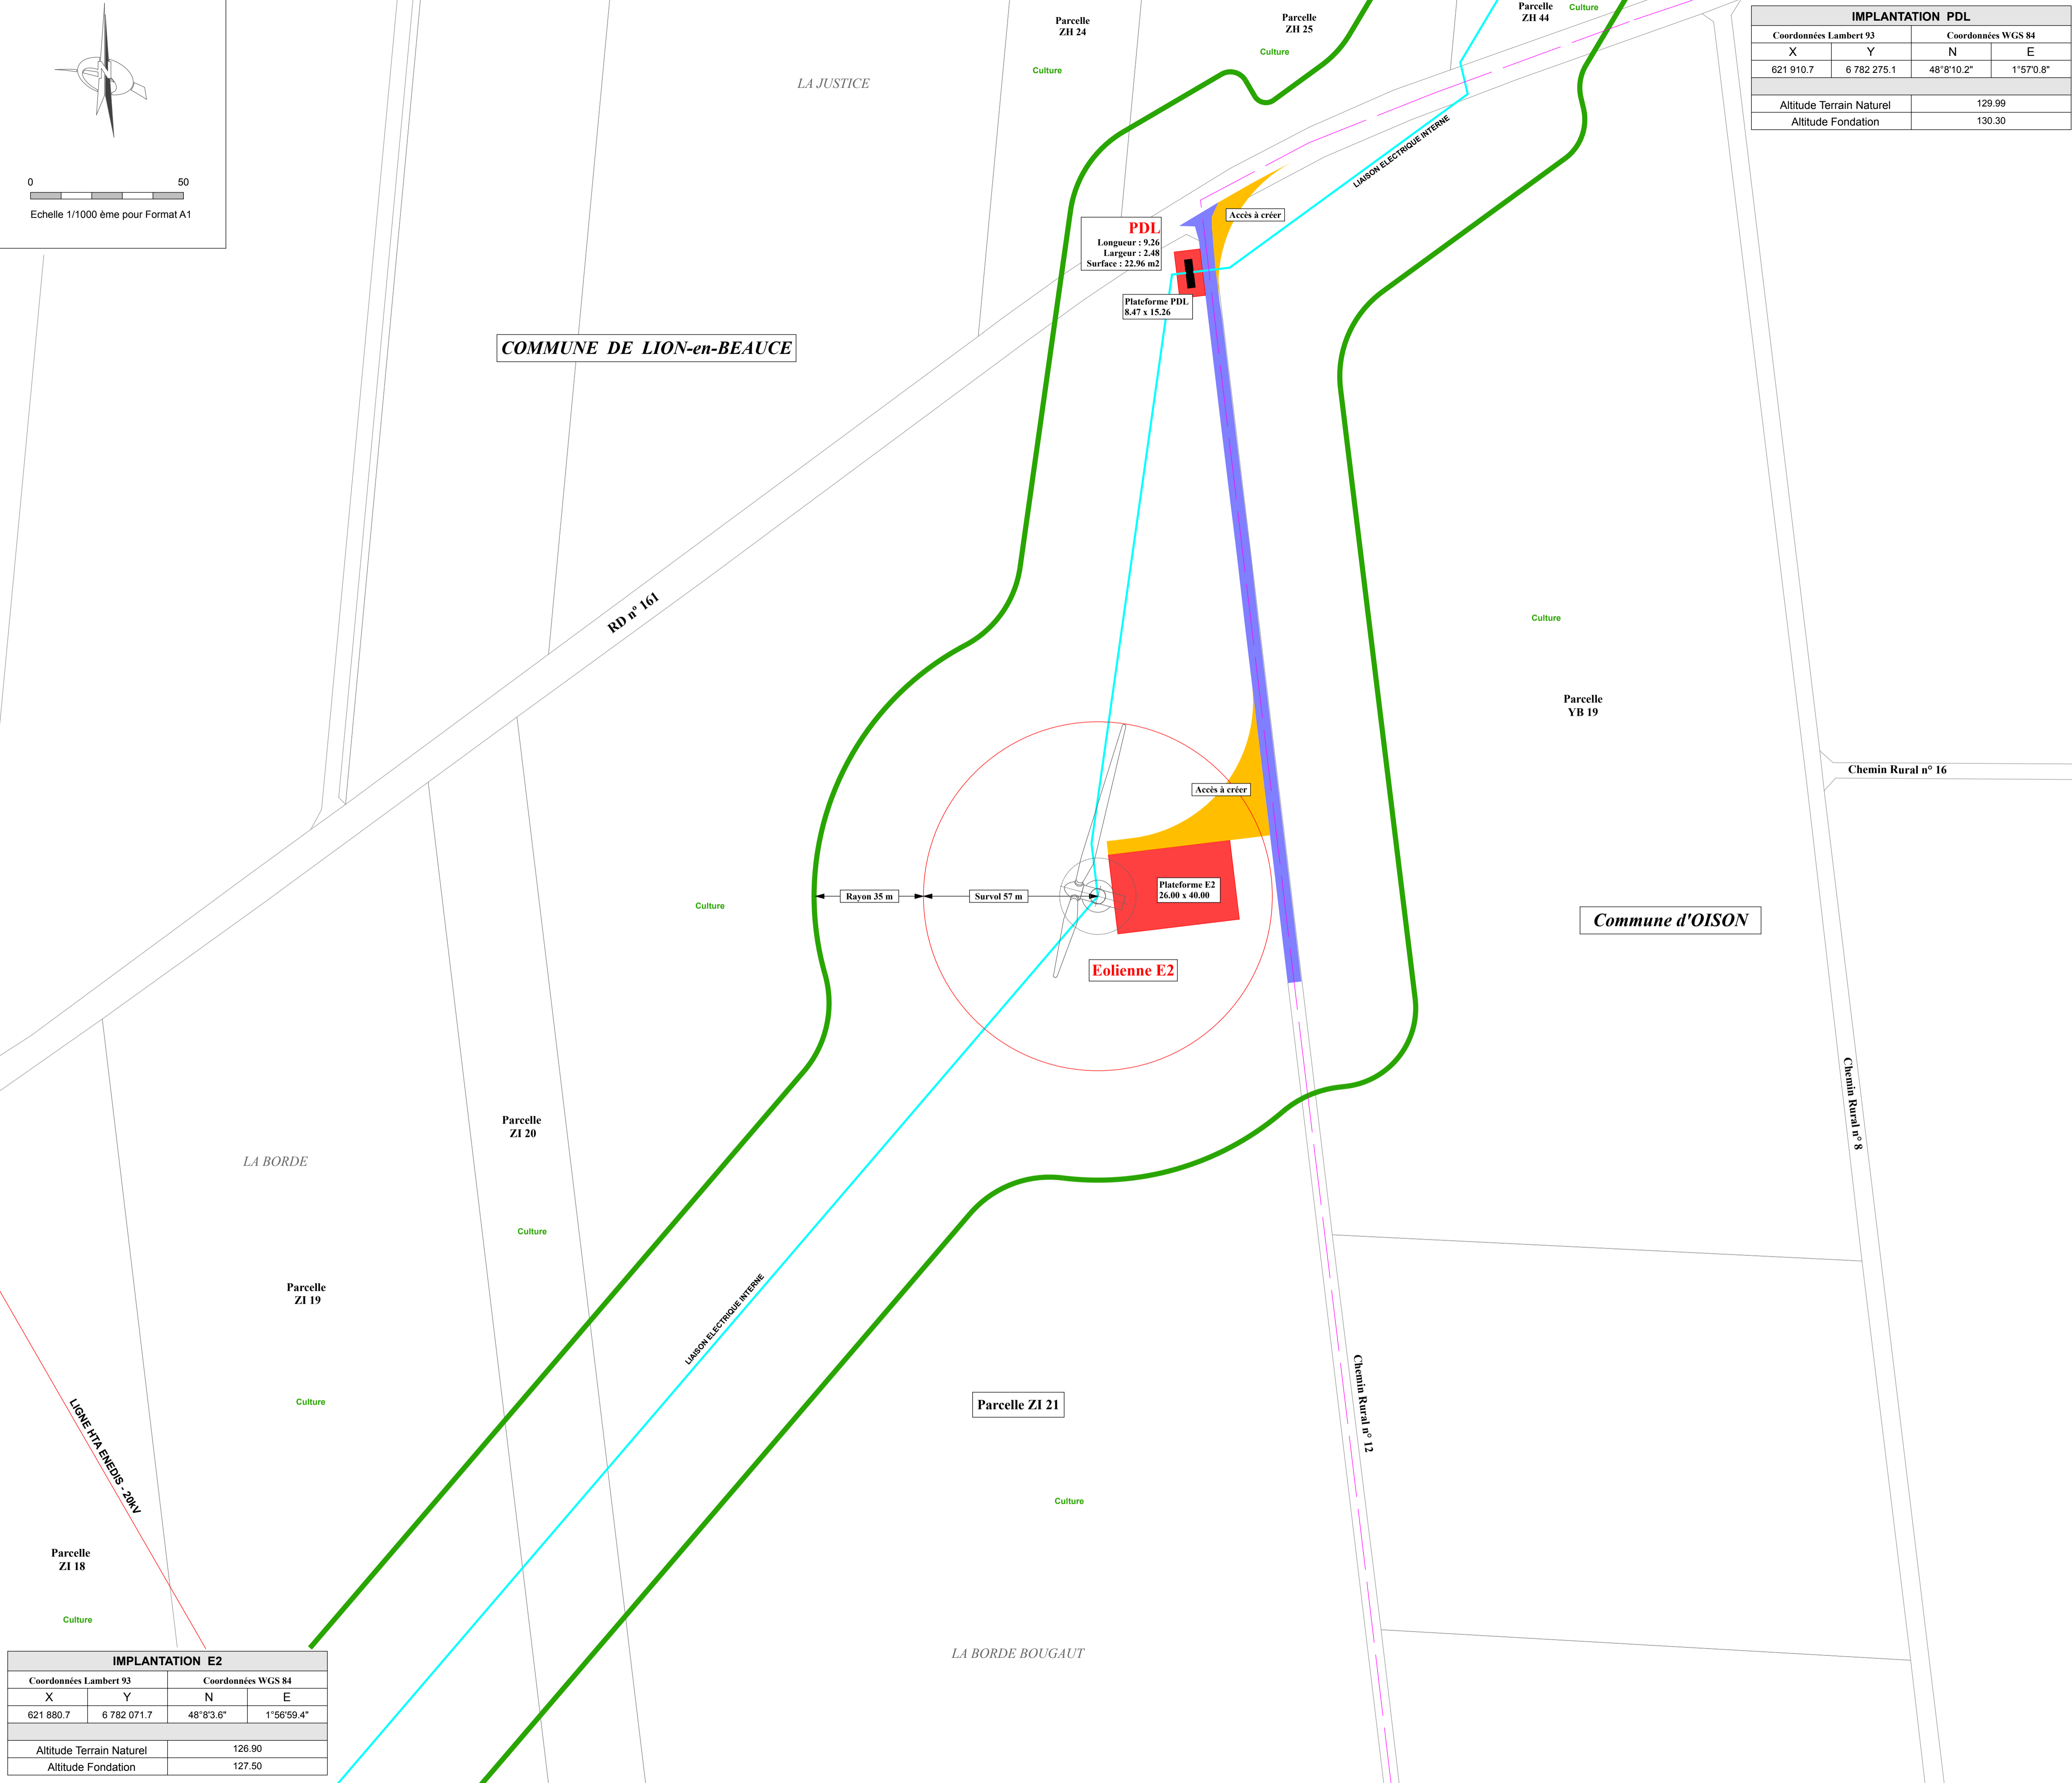 N
0 50
Echelle 1/1000 ème pour Format A1
Parcelle
ZH 24
Culture
Parcelle
ZH 25
Culture
Parcelle
ZH 44
Culture
IMPLANTATION PDL
Coordonnées Lambert 93 Coordonnées WGS 84
X Y N E
621 910.7 6 782 275.1 48°8'10.2" 1°57'0.8"
Altitude Terrain Naturel 129.99
Altitude Fondation 130.30
LA JUSTICE
LIAISON ELECTRIQUE INTERNE
Accès à créer
PDL
Longueur : 9.26
Largeur : 2.48
Surface : 22.96 m2
Plateforme PDL
8.47 x 15.26
COMMUNE DE LION-en-BEAUCE
RD n° 161
Culture
Parcelle
YB 19
Chemin Rural n° 16
Accès à créer
Rayon 35 m
Survol 57 m
Plateforme E2
26.00 x 40.00
Culture
Commune d'OISON
Eolienne E2
Chemin Rural n° 8
Parcelle
ZI 20
LA BORDE
Culture
Parcelle
ZI 19
LIAISON ELECTRIQUE INTERNE
Culture
Parcelle ZI 21
Chemin Rural n° 12
LIGNE HTA ENEDIS - 20kV
Culture
Parcelle
ZI 18
Culture
LA BORDE BOUGAUT
IMPLANTATION E2
Coordonnées Lambert 93 Coordonnées WGS 84
X Y N E
621 880.7 6 782 071.7 48°8'3.6" 1°56'59.4"
Altitude Terrain Naturel 126.90
Altitude Fondation 127.50